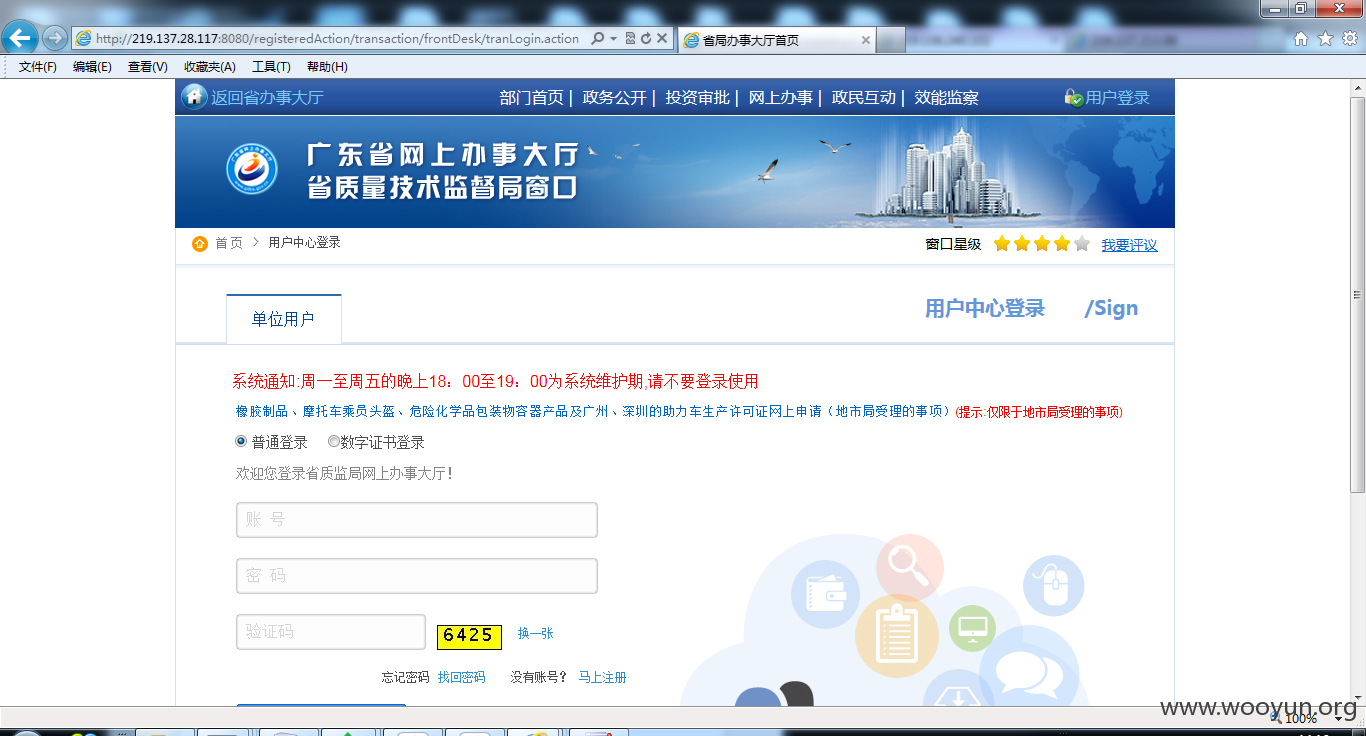 http://219.137.28.117:8080/registeredAction/transaction/frontDesk/tranLogin.action
省局办事大厅首页
文件(F) 编辑(E) 查看(V) 收藏夹(A) 工具(T) 帮助(H)
返回省办事大厅 部门首页| 政务公开| 投资审批| 网上办事| 政民互动| 效能监察 用户登录
广东省网上办事大厅
省质量技术监督局窗口
首页 > 用户中心登录 窗口星级 我要评议
单位用户 用户中心登录 /Sign
系统通知:周一至周五的晚上18：00至19：00为系统维护期,请不要登录使用
橡胶制品、摩托车乘员头盔、危险化学品包装物容器产品及广州、深圳的助力车生产许可证网上申请（地市局受理的事项）(提示:仅限于地市局受理的事项)
普通登录 数字证书登录
欢迎您登录省质监局网上办事大厅!
账 号
密 码
验证码 6425 换一张
忘记密码 找回密码 没有账号? 马上注册
www.wooyun.org
100%